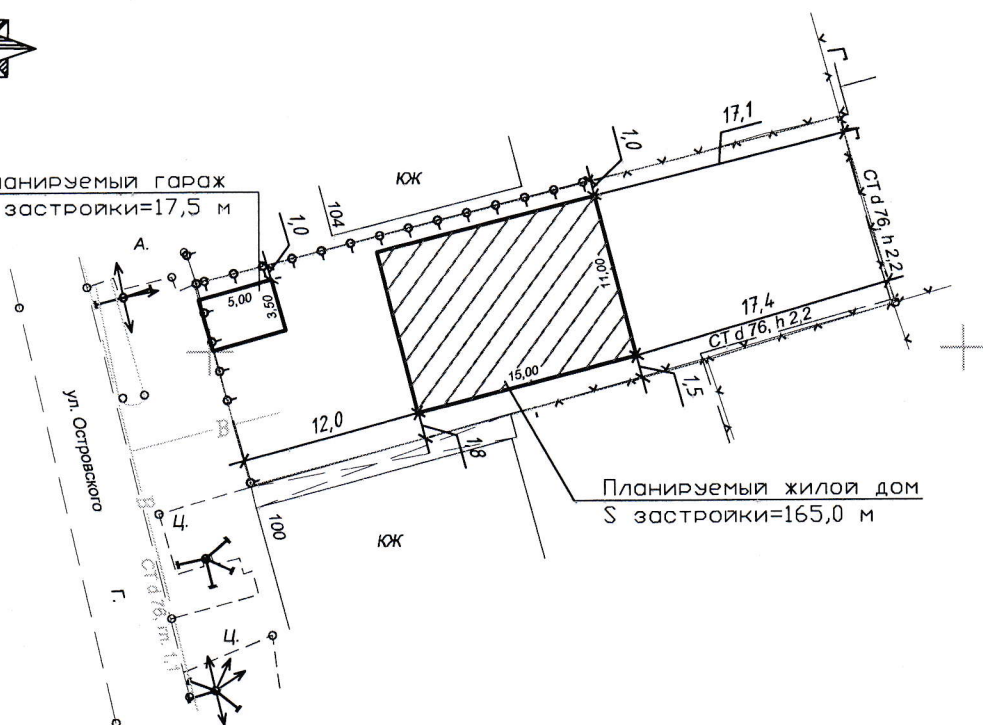 17,1
Г
1,0
КЖ
ланируемый гараж
застройки=17,5 м
104
1,0
А.
СТ d 76, h 2,2
5,00
3,50
11,00
17,4
СТ d 76, h 2,2
15,00
1,5
ул. Островского
В
12,0
1,8
Планируемый жилой дом
S застройки=165,0 м
В
Ц.
100
КЖ
Г.
Ц.